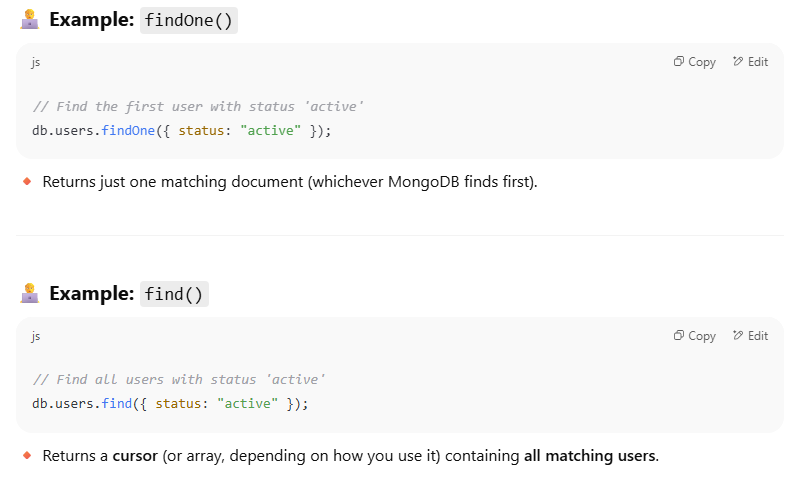 Example: findOne()
js
Copy
Edit
// Find the first user with status 'active'
db.users.findOne({ status: "active" });
Returns just one matching document (whichever MongoDB finds first).
Example: find()
js
Copy
Edit
// Find all users with status 'active'
db.users.find({ status: "active" });
Returns a cursor (or array, depending on how you use it) containing all matching users.